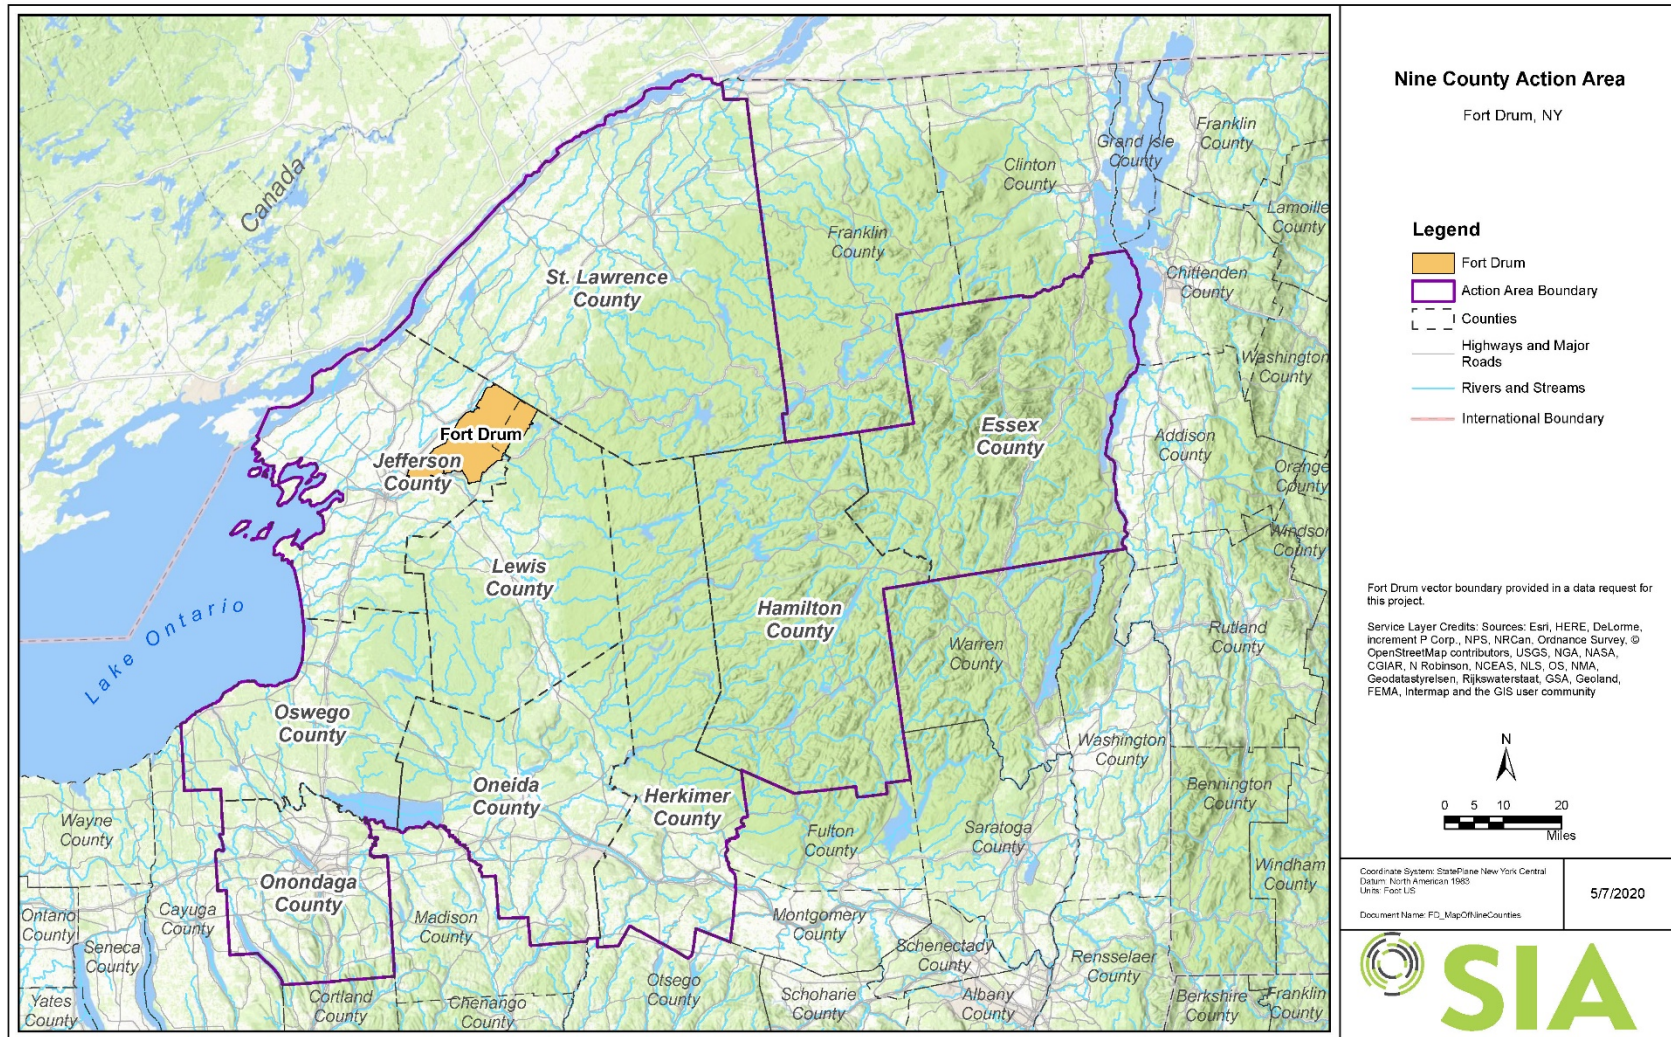 Canada
St. Lawrence
County
Franklin
County
Clinton
County
Grand Isle
County
Franklin
County
Lamoille
County
Chittenden
County
Washington
County
Fort Drum
Jefferson
County
Essex
County
Addison
County
Orange
County
Windsor
County
Lewis
County
Hamilton
County
Warren
County
Rutland
County
Lake Ontario
Oswego
County
Washington
County
Oneida
County
Herkimer
County
Bennington
County
Wayne
County
Fulton
County
Saratoga
County
Windham
County
Onondaga
County
Ontario
County
Cayuga
County
Madison
County
Montgomery
County
Seneca
County
Schenectady
County
Rensselaer
County
Otsego
County
Yates
County
Cortland
County
Chenango
County
Schoharie
County
Albany
County
Berkshire
County
Franklin
County
Nine County Action Area
Fort Drum, NY
Legend
Fort Drum
Action Area Boundary
Counties
Highways and Major
Roads
Rivers and Streams
International Boundary
Fort Drum vector boundary provided in a data request for
this project.
Service Layer Credits: Sources: Esri, HERE, DeLorme,
increment P Corp., NPS, NRCan, Ordnance Survey, ©
OpenStreetMap contributors, USGS, NGA, NASA,
CGIAR, N Robinson, NCEAS, NLS, OS, NMA,
Geodatastyrelsen, Rijkswaterstaat, GSA, Geoland,
FEMA, Intermap and the GIS user community
N
0 5 10 20
Miles
Coordinate System: StatePlane New York Central
Datum: North American 1983
Units: Foot US
Document Name: FD_MapOfNineCounties
5/7/2020
SIA